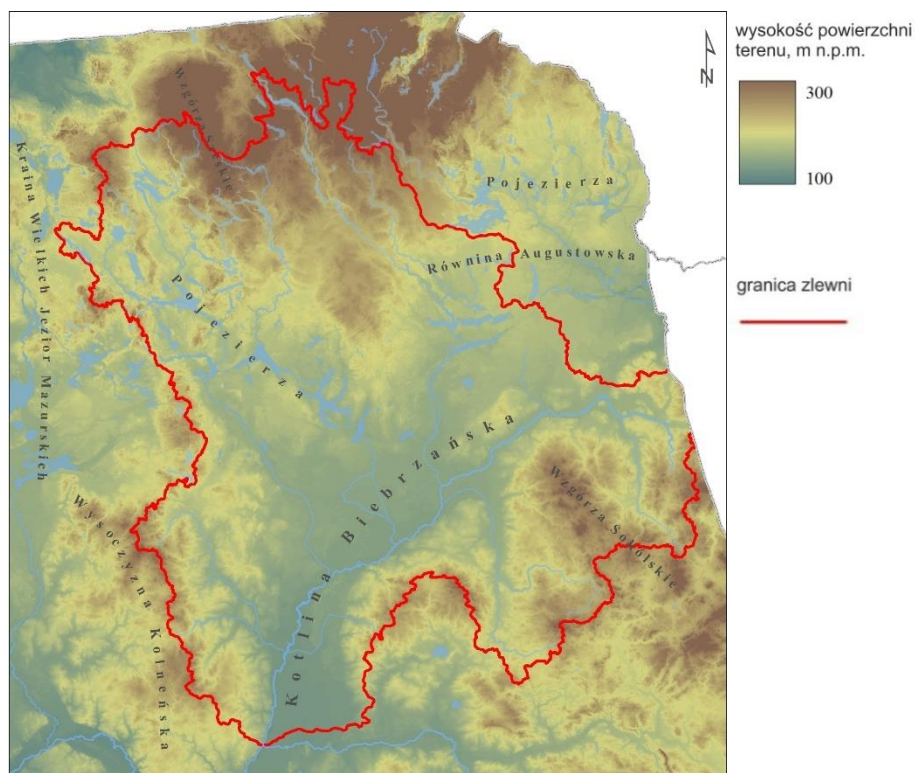 wysokość powierzchni
terenu, m n.p.m.
300
100
N
granica zlewni
Kraina Wielkich Jezior Mazurskich
Pojezierza
Równina Augustowska
Pojezierza
Kotlina Biebrzańska
Wzgórza Sokólskie
Wysoczyzna Kolneńska